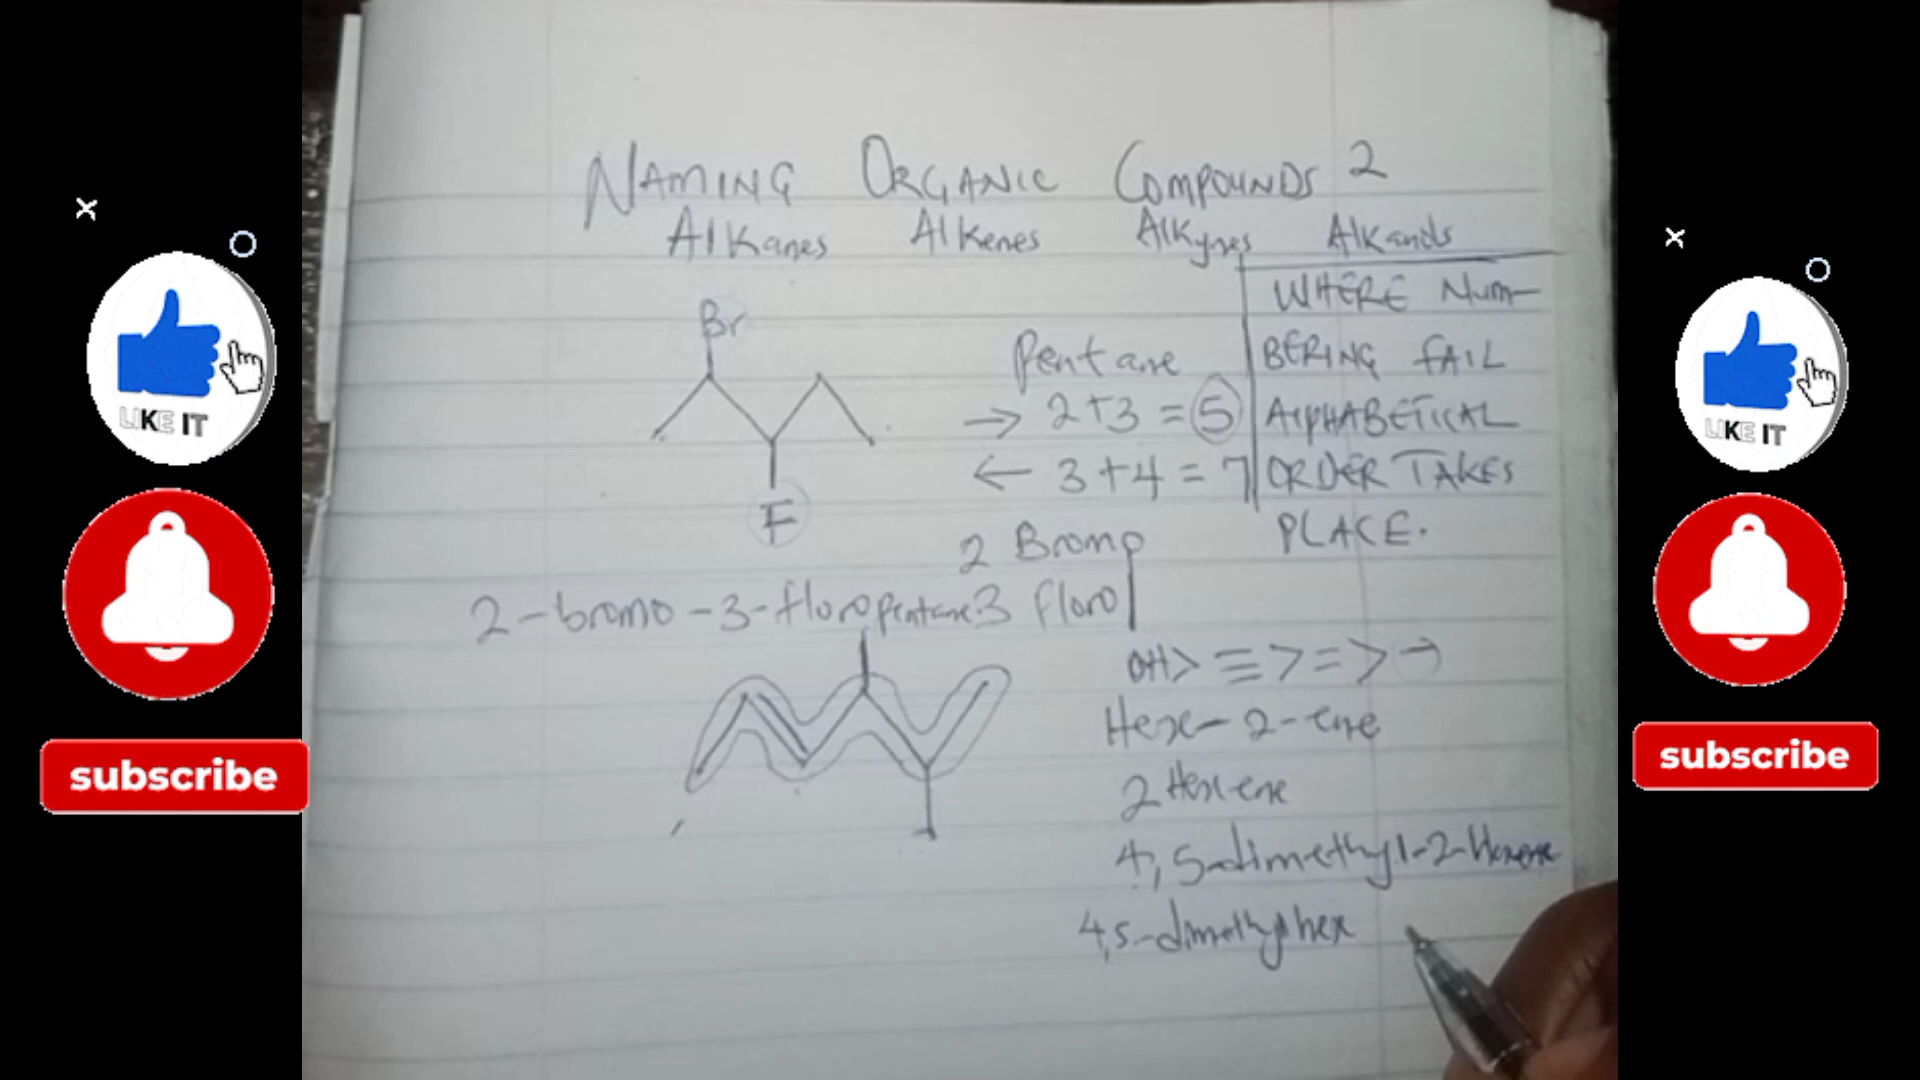 NAMING ORGANIC COMPOUNDS 2
Alkanes Alkenes Alkynes Alkanols
WHERE NUM-
BERING FAIL
ALPHABETICAL
ORDER TAKES
PLACE.
Br
F
Pentane
→ 2+3 = 5
← 3+4 = 7
2 Bromo
3 floro
2-bromo-3-floropentane
OH> ≡ > = > -
Hex-2-ene
2 Hexene
4,5-dimethyl-2-Hexene
4,5-dimethylhex
LIKE IT
subscribe
LIKE IT
subscribe